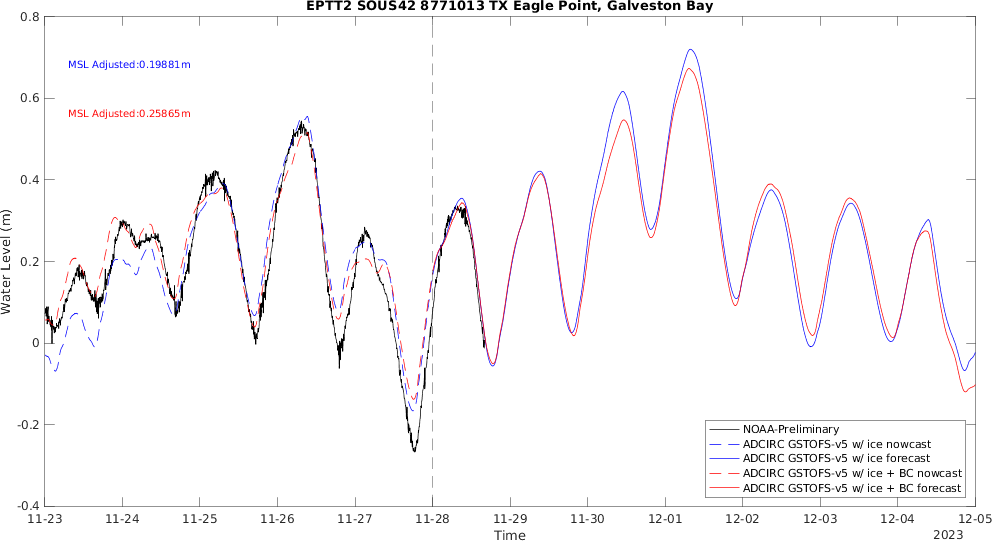 EPTT2 SOUS42 8771013 TX Eagle Point, Galveston Bay
0.8
MSL Adjusted:0.19881m
0.6
MSL Adjusted:0.25865m
0.4
Water Level (m)
0.2
0
-0.2
NOAA-Preliminary
ADCIRC GSTOFS-v5 w/ ice nowcast
ADCIRC GSTOFS-v5 w/ ice forecast
ADCIRC GSTOFS-v5 w/ ice + BC nowcast
ADCIRC GSTOFS-v5 w/ ice + BC forecast
-0.4
11-23 11-24 11-25 11-26 11-27 11-28 11-29 11-30 12-01 12-02 12-03 12-04 12-05
Time
2023